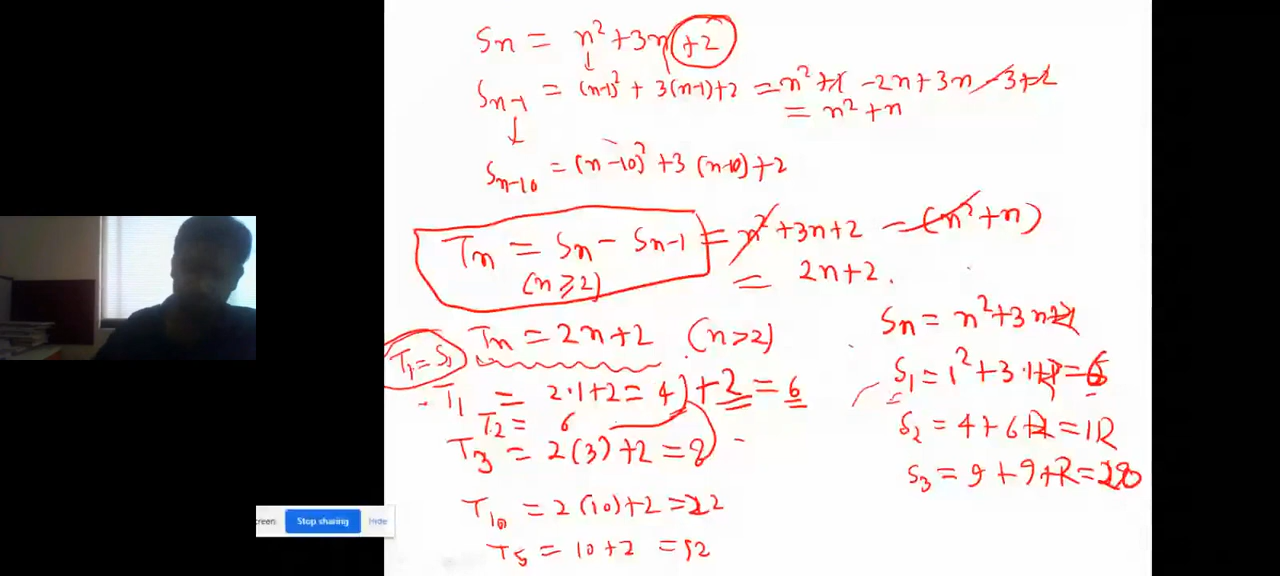 Sn = n² + 3n + 2
Sn-1 = (n-1)² + 3(n-1) + 2 = n² + 1 - 2n + 3n - 3 + 2
= n² + n
Sn-10 = (n-10)² + 3(n-10) + 2
Tn = Sn - Sn-1 = n² + 3n + 2 - (n² + n)
(n ≥ 2)
= 2n + 2.
Tn = 2n + 2 (n > 2)
T1 = S1
T1 = 2·1 + 2 = 4) + 2 = 6
T2 = 6
T3 = 2(3) + 2 = 8
T10 = 2(10) + 2 = 22
T5 = 10 + 2 = 12
Sn = n² + 3n
S1 = 1² + 3·1 = 6
S2 = 4 + 6 + 2 = 12
S3 = 9 + 9 + 2 = 20
screen.
Stop sharing
Hide